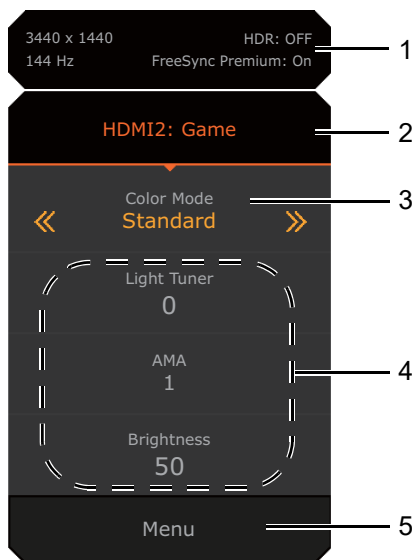 3440 x 1440 HDR: OFF
144 Hz FreeSync Premium: On
1
HDMI2: Game
2
Color Mode
3
Standard
Light Tuner
0
AMA
1
4
Brightness
50
Menu
5